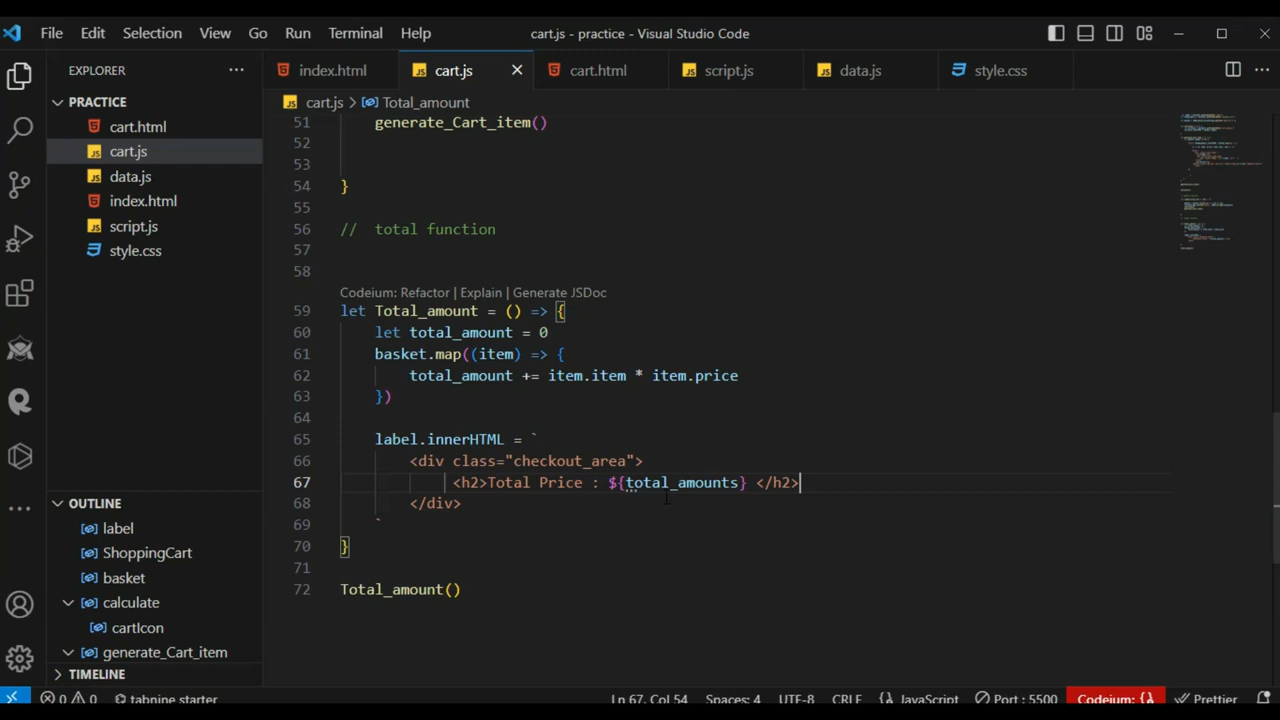 File Edit Selection View Go Run Terminal Help cart.js - practice - Visual Studio Code
EXPLORER
index.html cart.js cart.html script.js data.js style.css
PRACTICE
cart.html
cart.js
data.js
index.html
script.js
style.css
OUTLINE
label
ShoppingCart
basket
calculate
cartIcon
generate_Cart_item
TIMELINE
cart.js > Total_amount
51 generate_Cart_item()
52
53
54 }
55
56 // total function
57
58
Codeium: Refactor | Explain | Generate JSDoc
59 let Total_amount = () => {
60 let total_amount = 0
61 basket.map((item) => {
62 total_amount += item.item * item.price
63 })
64
65 label.innerHTML = `
66 <div class="checkout_area">
67 <h2>Total Price : ${total_amounts} </h2>
68 </div>
69 `
70 }
71
72 Total_amount()
0 0 tabnine starter Ln 67, Col 54 Spaces: 4 UTF-8 CRLF {} JavaScript Port : 5500 Codeium: {} Prettier